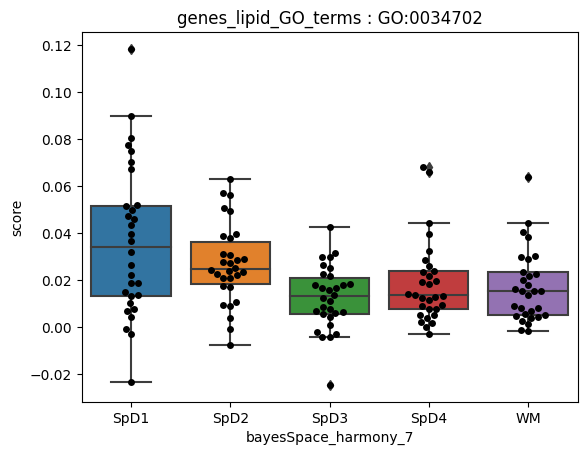 genes_lipid_GO_terms : GO:0034702
0.12
0.10
0.08
0.06
0.04
0.02
0.00
−0.02
score
SpD1 SpD2 SpD3 SpD4 WM
bayesSpace_harmony_7